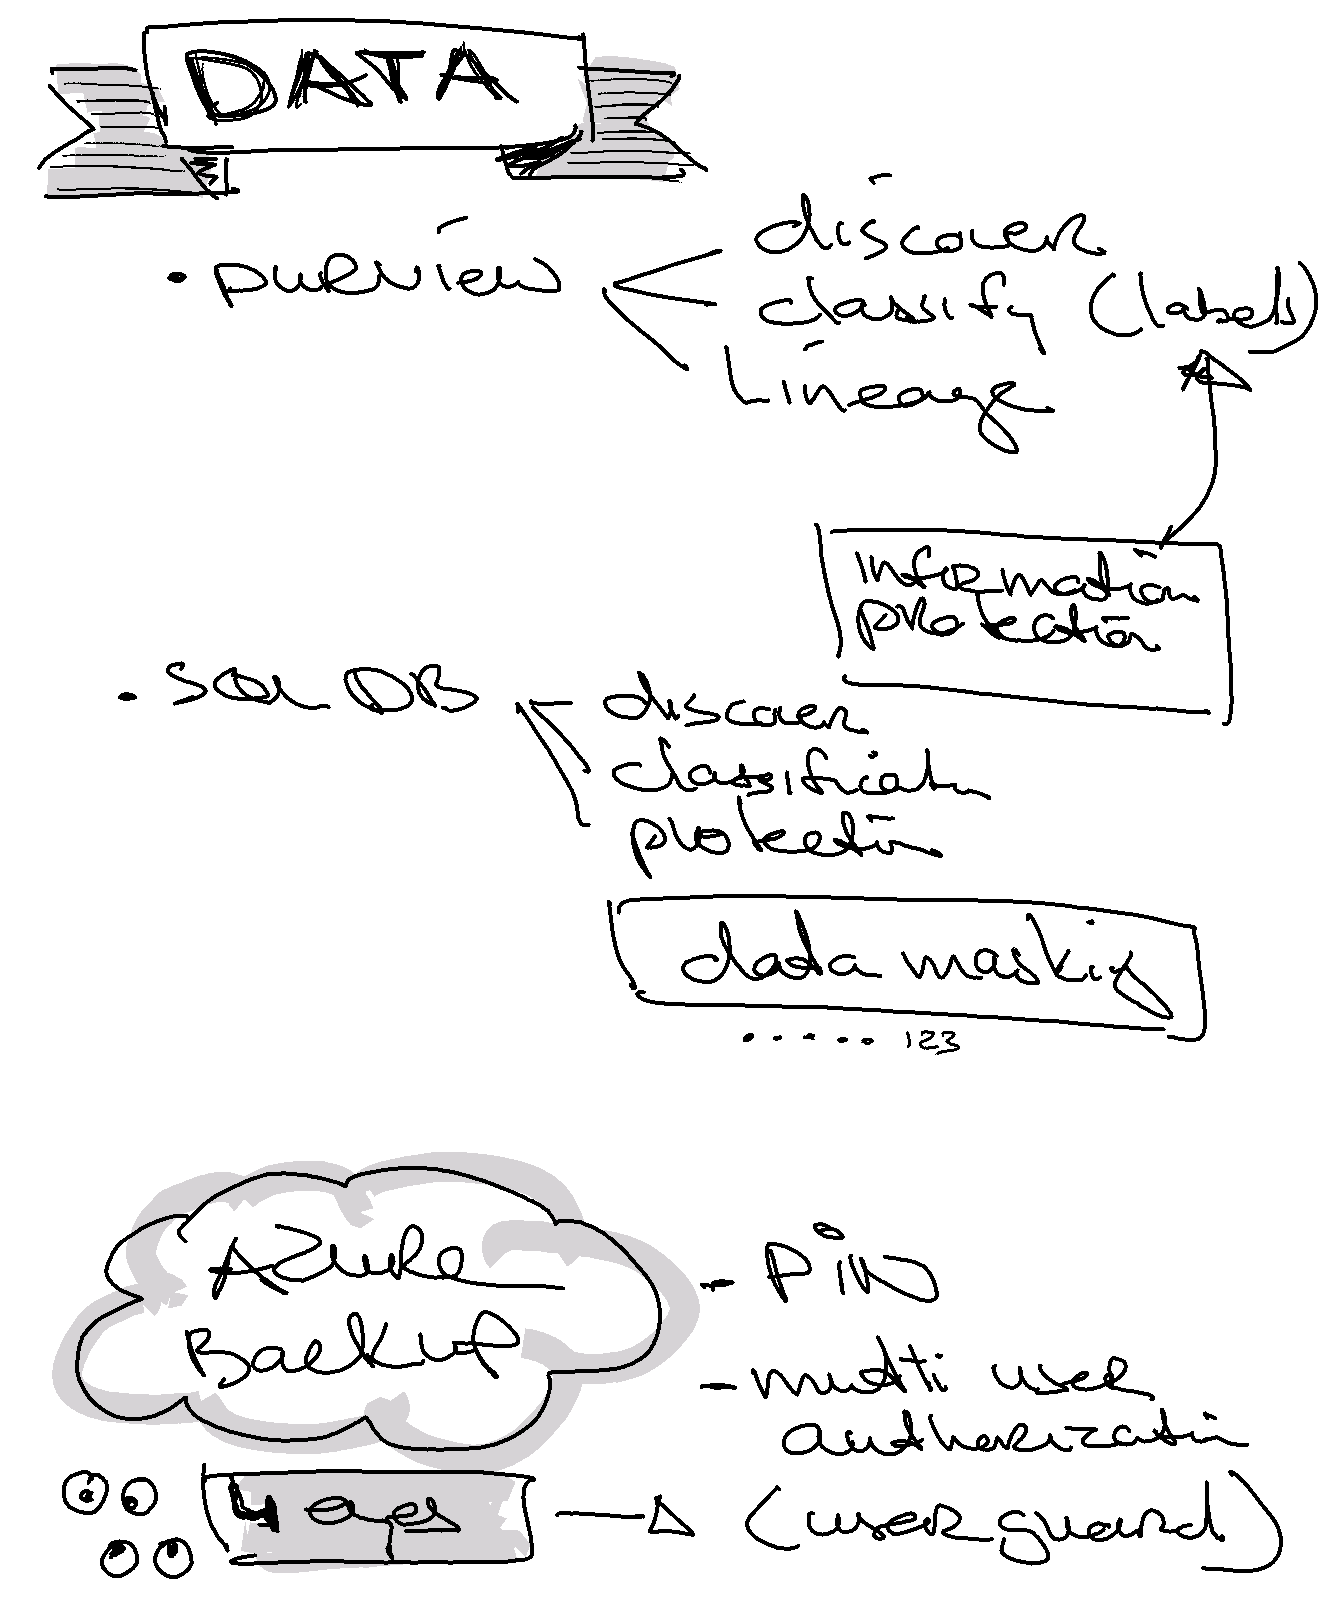 DATA
• purview
discover
classify (labels)
Lineage
information
protection
• SQL DB
discover
classificatn
protection
data masking
..... 123
Azure
Backup
- PIN
- multi user
authorization
4 eyes
(user guard)